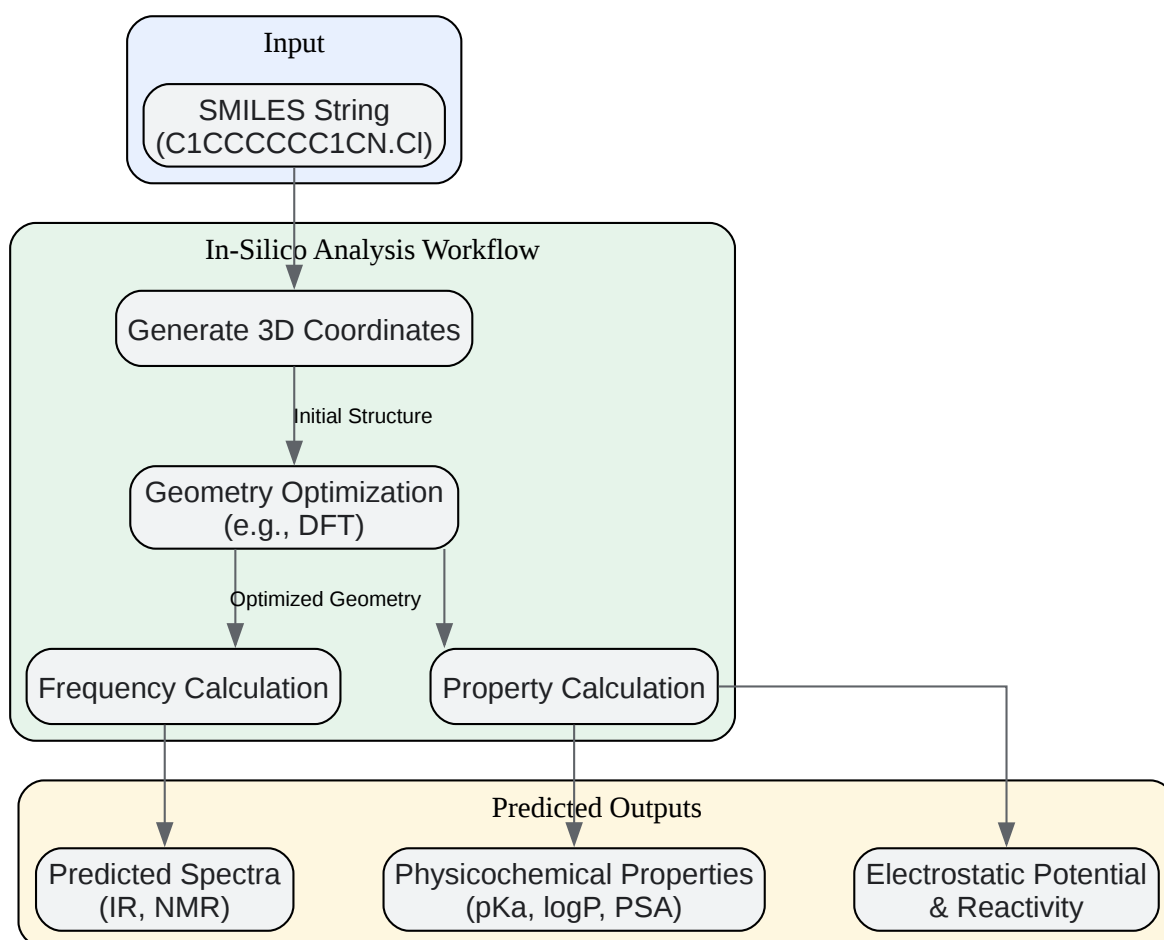 Input
SMILES String
(C1CCCCCC1CN.Cl)
In-Silico Analysis Workflow
Generate 3D Coordinates
Initial Structure
Geometry Optimization
(e.g., DFT)
Optimized Geometry
Frequency Calculation
Property Calculation
Predicted Outputs
Predicted Spectra
(IR, NMR)
Physicochemical Properties
(pKa, logP, PSA)
Electrostatic Potential
& Reactivity